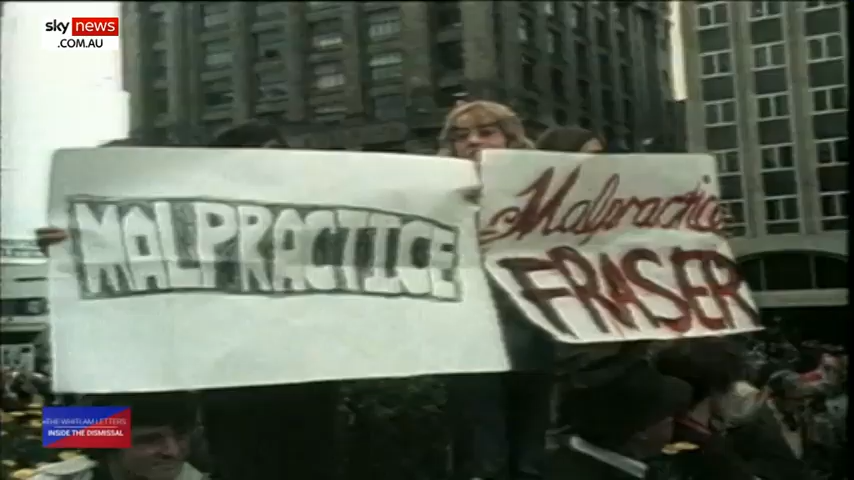 sky news
.COM.AU
MALPRACTICE
Malpractice
FRASER
THE WHITLAM LETTERS
INSIDE THE DISMISSAL